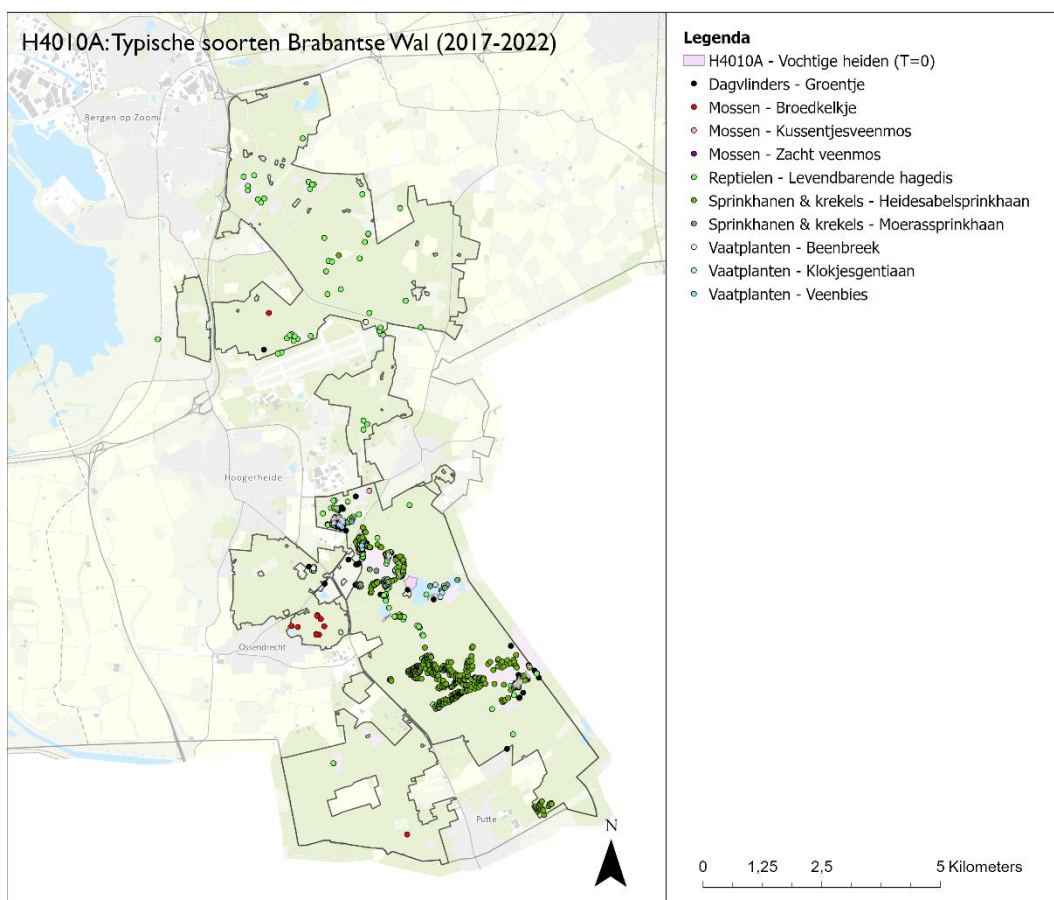 H4010A: Typische soorten Brabantse Wal (2017-2022)
Bergen op Zoom
Hoogerheide
Ossendrecht
Putte
N
Legenda
H4010A - Vochtige heiden (T=0)
Dagvlinders - Groentje
Mossen - Broedkelkje
Mossen - Kussentjesveenmos
Mossen - Zacht veenmos
Reptielen - Levendbarende hagedis
Sprinkhanen & krekels - Heidesabelsprinkhaan
Sprinkhanen & krekels - Moerassprinkhaan
Vaatplanten - Beenbreek
Vaatplanten - Klokjesgentiaan
Vaatplanten - Veenbies
0 1,25 2,5 5 Kilometers